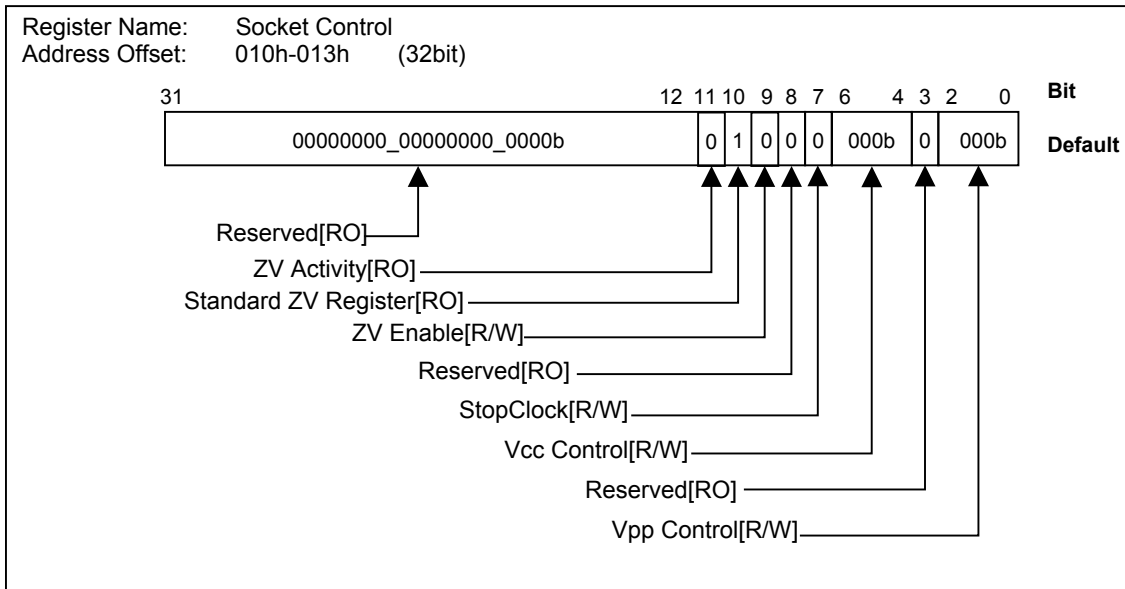 Register Name: Socket Control
Address Offset: 010h-013h (32bit)
31 12 11 10 9 8 7 6 4 3 2 0 Bit
00000000_00000000_0000b 0 1 0 0 0 000b 0 000b Default
Reserved[RO]
ZV Activity[RO]
Standard ZV Register[RO]
ZV Enable[R/W]
Reserved[RO]
StopClock[R/W]
Vcc Control[R/W]
Reserved[RO]
Vpp Control[R/W]